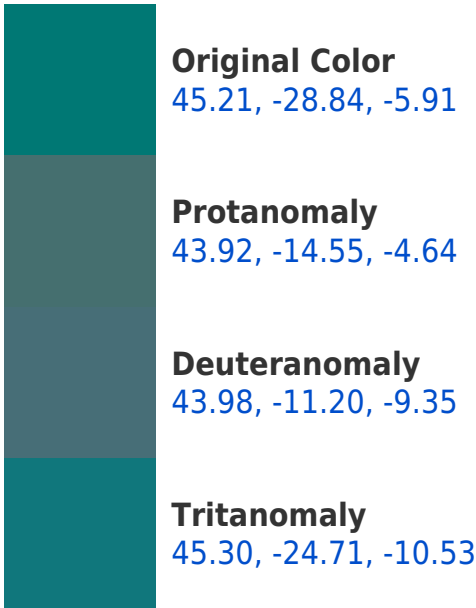 Original Color
45.21, -28.84, -5.91
Protanomaly
43.92, -14.55, -4.64
Deuteranomaly
43.98, -11.20, -9.35
Tritanomaly
45.30, -24.71, -10.53